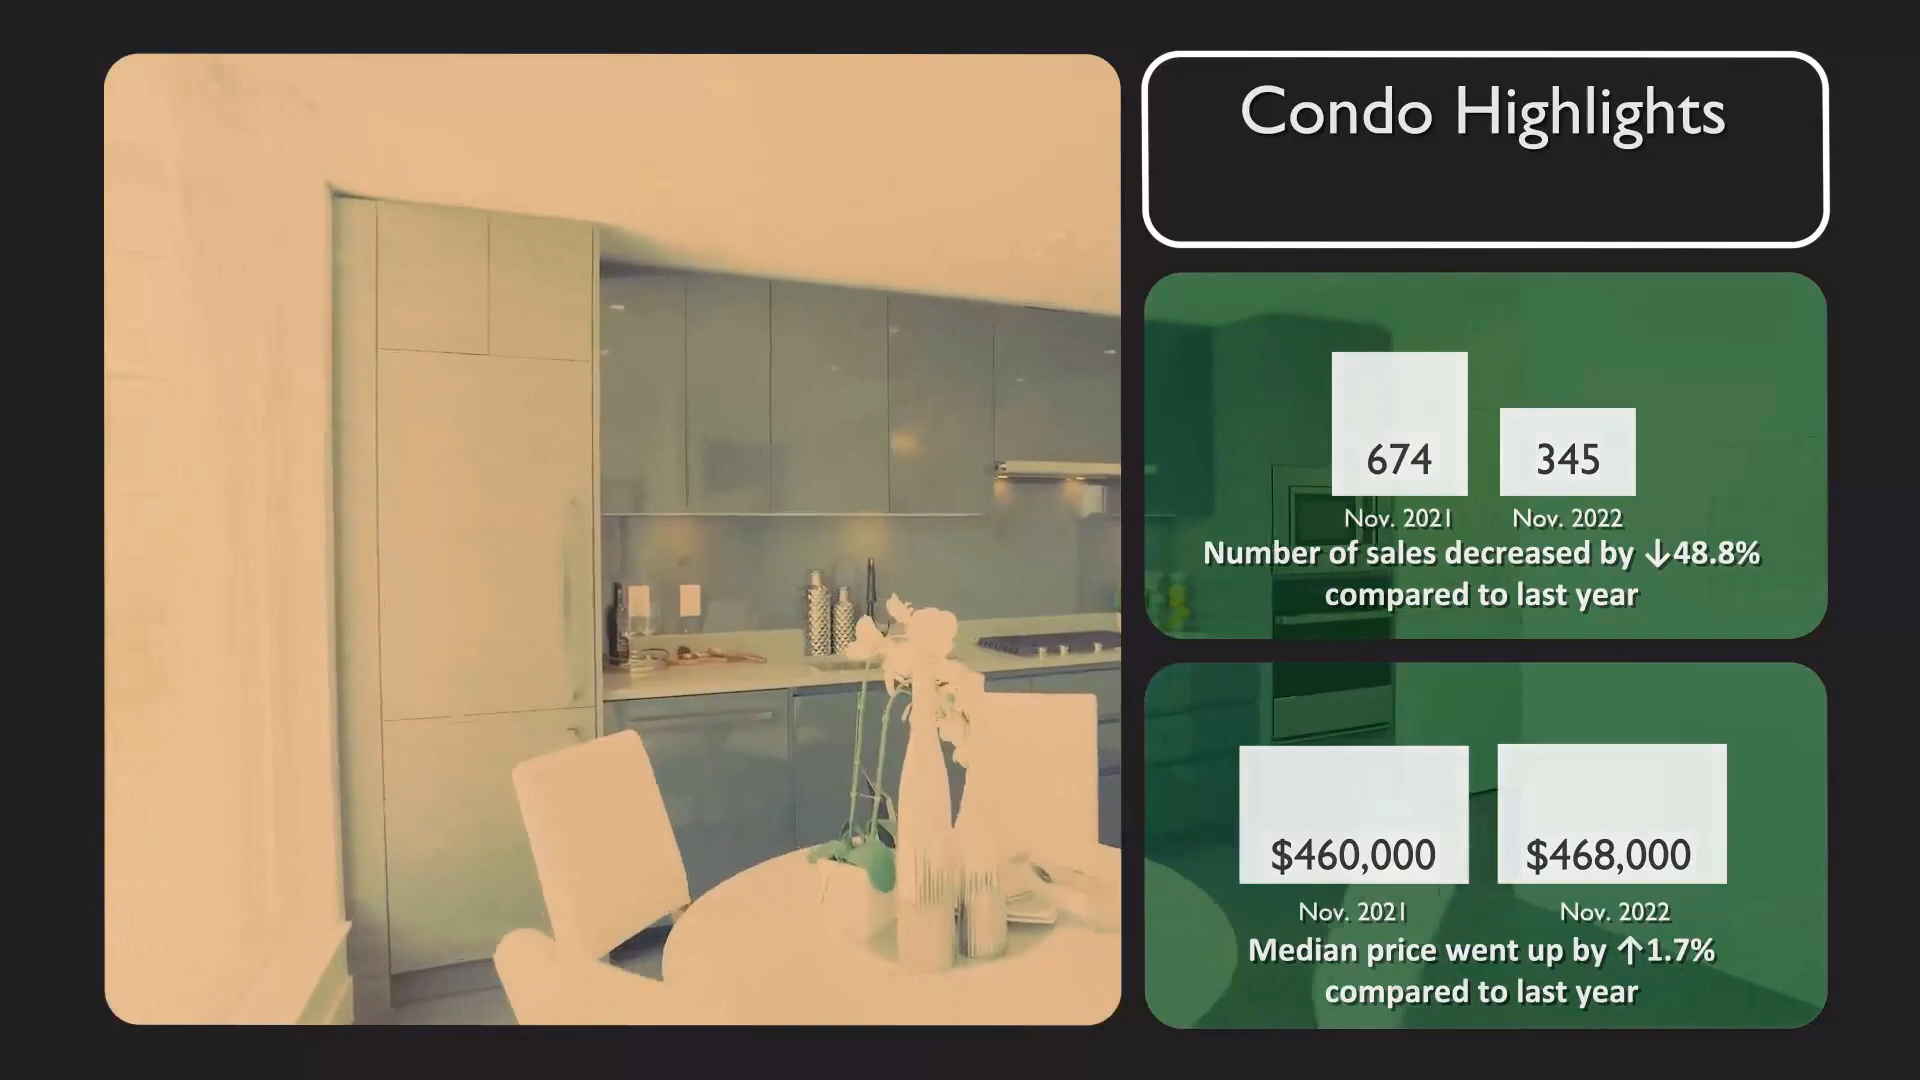 Condo Highlights
674
345
Nov. 2021
Nov. 2022
Number of sales decreased by ↓48.8%
compared to last year
$460,000
$468,000
Nov. 2021
Nov. 2022
Median price went up by ↑1.7%
compared to last year